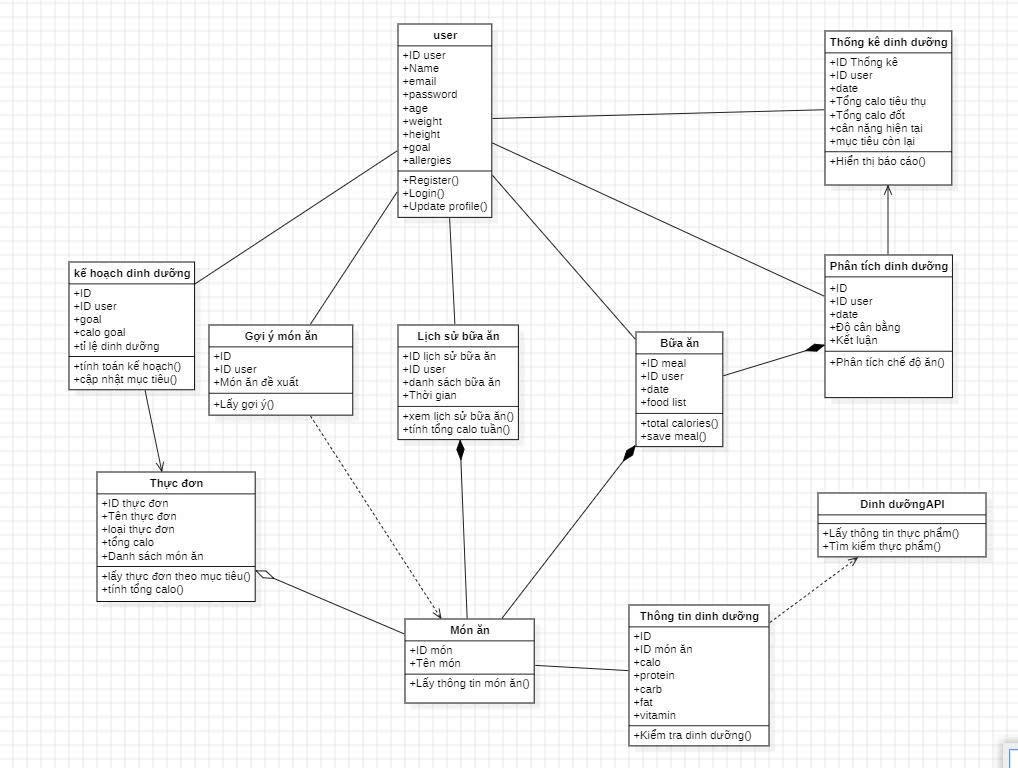 user
+ID user
+Name
+email
+password
+age
+weight
+height
+goal
+allergies
+Register()
+Login()
+Update profile()
Thống kê dinh dưỡng
+ID Thống kê
+ID user
+date
+Tổng calo tiêu thụ
+Tổng calo đốt
+cân nặng hiện tại
+mục tiêu còn lại
+Hiển thị báo cáo()
kế hoạch dinh dưỡng
+ID
+ID user
+goal
+calo goal
+tỉ lệ dinh dưỡng
+tính toán kế hoạch()
+cập nhật mục tiêu()
Gợi ý món ăn
+ID
+ID user
+Món ăn đề xuất
+Lấy gợi ý()
Lịch sử bữa ăn
+ID lịch sử bữa ăn
+ID user
+danh sách bữa ăn
+Thời gian
+xem lịch sử bữa ăn()
+tính tổng calo tuần()
Bữa ăn
+ID meal
+ID user
+date
+food list
+total calories()
+save meal()
Phân tích dinh dưỡng
+ID
+ID user
+date
+Độ cân bằng
+Kết luận
+Phân tích chế độ ăn()
Thực đơn
+ID thực đơn
+Tên thực đơn
+loại thực đơn
+tổng calo
+Danh sách món ăn
+lấy thực đơn theo mục tiêu()
+tính tổng calo()
Dinh dưỡngAPI
+Lấy thông tin thực phẩm()
+Tìm kiếm thực phẩm()
Món ăn
+ID món
+Tên món
+Lấy thông tin món ăn()
Thông tin dinh dưỡng
+ID
+ID món ăn
+calo
+protein
+carb
+fat
+vitamin
+Kiểm tra dinh dưỡng()